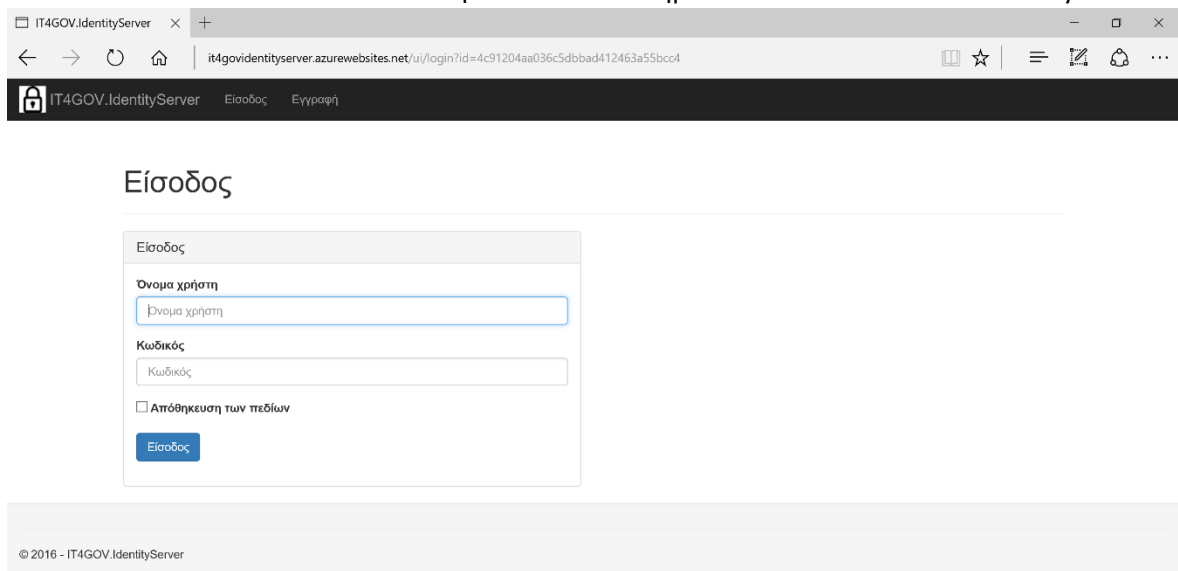 IT4GOV.IdentityServer
it4govidentityserver.azurewebsites.net/ui/login?id=4c91204aa036c5dbbad412463a55bcc4
IT4GOV.IdentityServer Είσοδος Εγγραφή
Είσοδος
Είσοδος
Όνομα χρήστη
Όνομα χρήστη
Κωδικός
Κωδικός
Απόθηκευση των πεδίων
Είσοδος
© 2016 - IT4GOV.IdentityServer